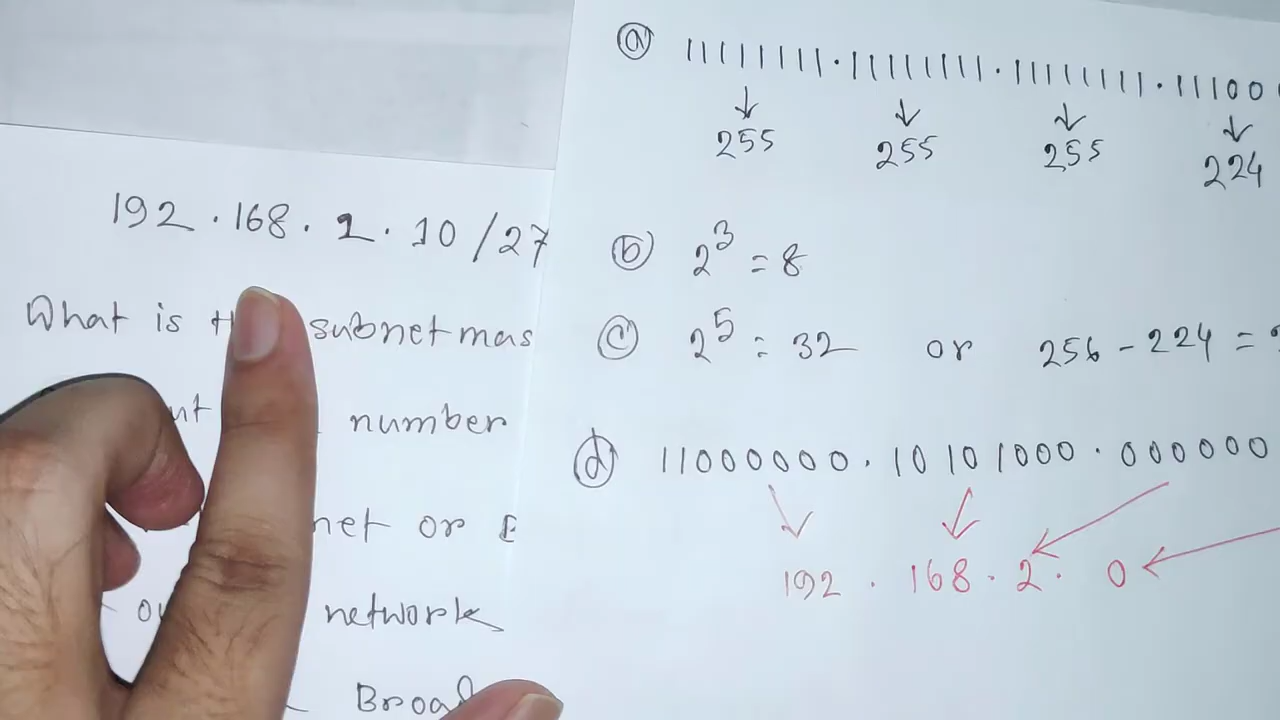 192.168.2.10/27
What is subnet mas
number
net or
network
Broad
(a) 11111111.11111111.11111111.11100
255 255 255 224
(b) 2^3 = 8
(c) 2^5 = 32 or 256 - 224 =
(d) 11000000.10101000.000000
192.168.2.0